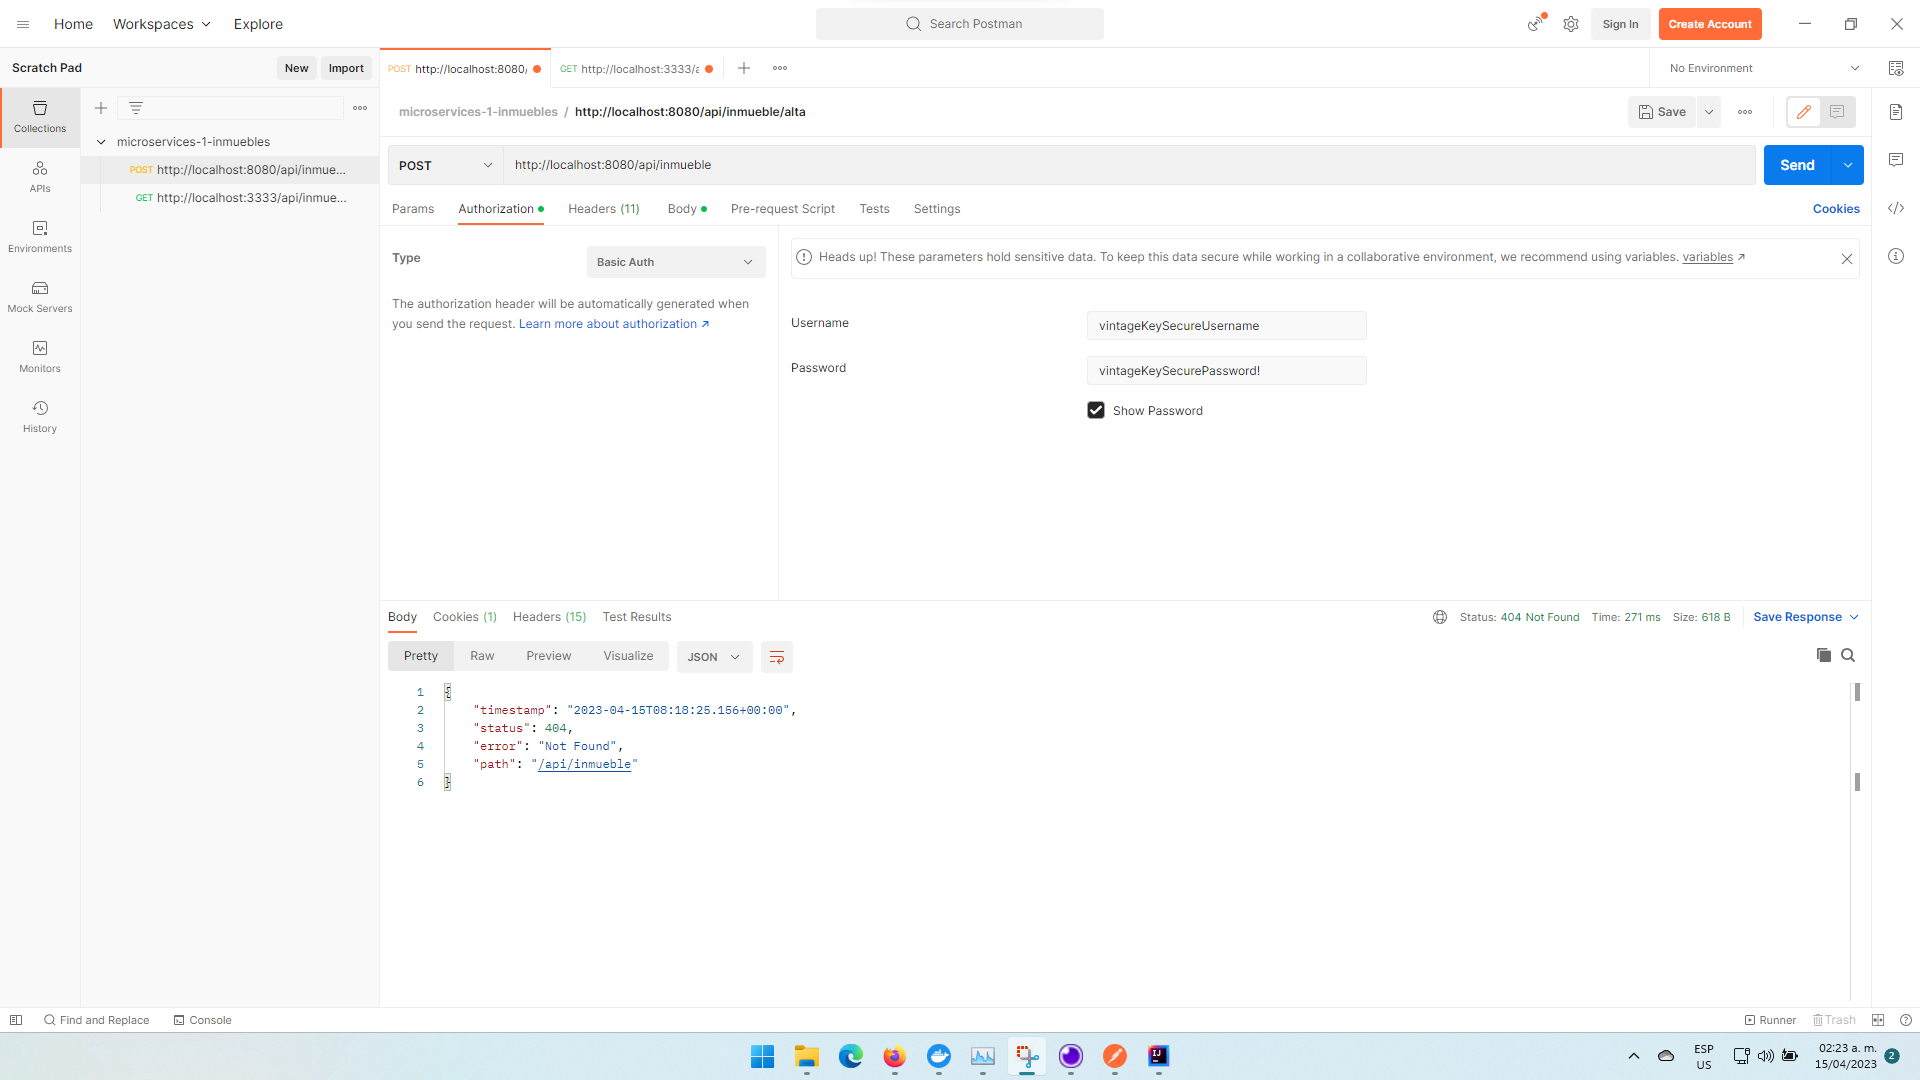 Home
Workspaces
Explore
Search Postman
Sign In
Create Account
Scratch Pad
New
Import
POST http://localhost:8080/
GET http://localhost:3333/a
No Environment
Collections
APIs
Environments
Mock Servers
Monitors
History
microservices-1-inmuebles
POST http://localhost:8080/api/inmue...
GET http://localhost:3333/api/inmue...
microservices-1-inmuebles / http://localhost:8080/api/inmueble/alta
Save
POST
http://localhost:8080/api/inmueble
Send
Params
Authorization
Headers (11)
Body
Pre-request Script
Tests
Settings
Cookies
Type
Basic Auth
The authorization header will be automatically generated when
you send the request. Learn more about authorization ↗
Heads up! These parameters hold sensitive data. To keep this data secure while working in a collaborative environment, we recommend using variables. variables ↗
Username
vintageKeySecureUsername
Password
vintageKeySecurePassword!
Show Password
Body
Cookies (1)
Headers (15)
Test Results
Status: 404 Not Found
Time: 271 ms
Size: 618 B
Save Response
Pretty
Raw
Preview
Visualize
JSON
1 {
2 "timestamp": "2023-04-15T08:18:25.156+00:00",
3 "status": 404,
4 "error": "Not Found",
5 "path": "/api/inmueble"
6 }
Find and Replace
Console
Runner
Trash
ESP
US
02:23 a. m.
15/04/2023
2